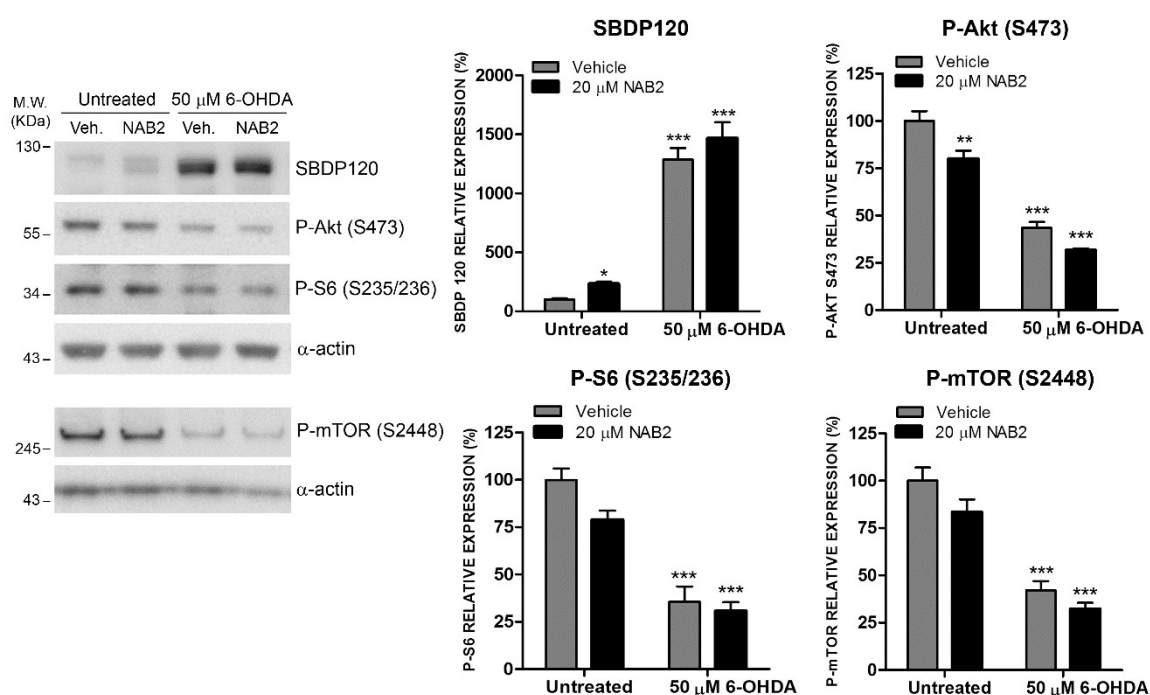 M.W.
(KDa)
Untreated 50 μM 6-OHDA
Veh. NAB2 Veh. NAB2
130
SBDP120
55
P-Akt (S473)
34
P-S6 (S235/236)
43
α-actin
245
P-mTOR (S2448)
43
α-actin
SBDP120
Vehicle
20 μM NAB2
SBDP 120 RELATIVE EXPRESSION (%)
2000
1500
1000
500
0
*
***
***
Untreated 50 μM 6-OHDA
P-Akt (S473)
Vehicle
20 μM NAB2
P-AKT S473 RELATIVE EXPRESSION (%)
125
100
75
50
25
0
**
***
***
Untreated 50 μM 6-OHDA
P-S6 (S235/236)
Vehicle
20 μM NAB2
P-S6 RELATIVE EXPRESSION (%)
125
100
75
50
25
0
***
***
Untreated 50 μM 6-OHDA
P-mTOR (S2448)
Vehicle
20 μM NAB2
P-mTOR RELATIVE EXPRESSION (%)
125
100
75
50
25
0
***
***
Untreated 50 μM 6-OHDA